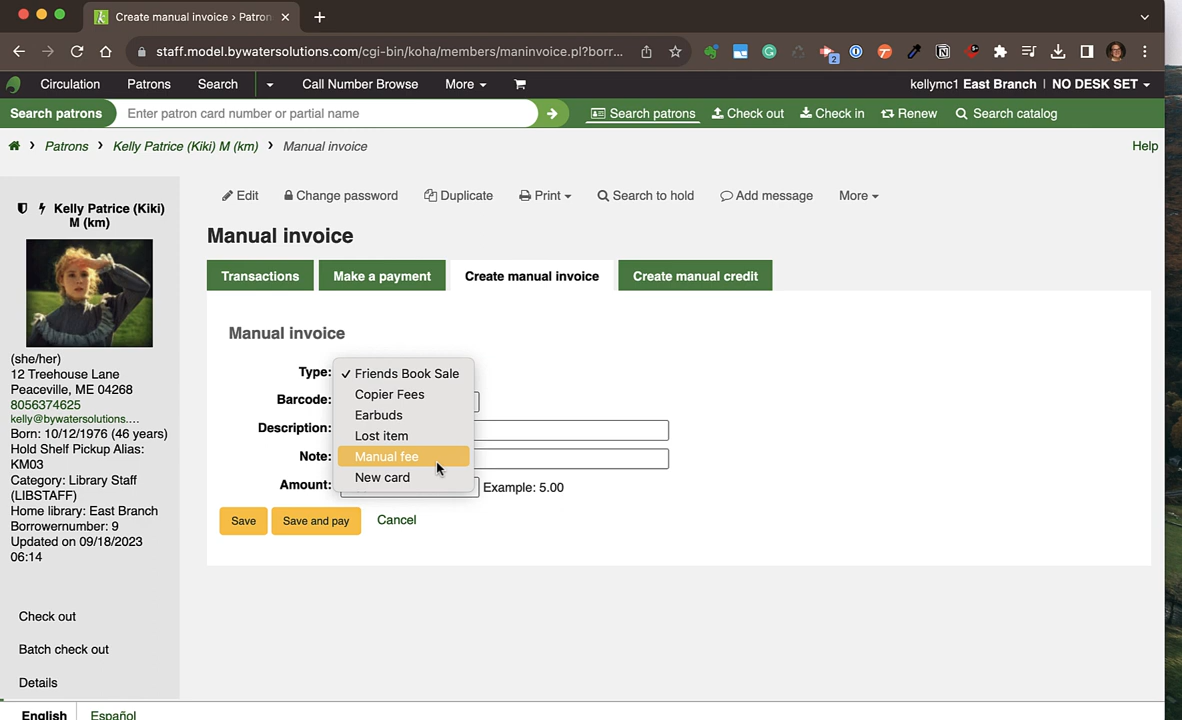 Create manual invoice › Patron
staff.model.bywatersolutions.com/cgi-bin/koha/members/maninvoice.pl?borr...
2
Circulation Patrons Search Call Number Browse More kellymc1 East Branch | NO DESK SET
Search patrons Enter patron card number or partial name Search patrons Check out Check in Renew Search catalog
Patrons Kelly Patrice (Kiki) M (km) Manual invoice Help
Edit Change password Duplicate Print Search to hold Add message More
Kelly Patrice (Kiki)
M (km)
(she/her)
12 Treehouse Lane
Peaceville, ME 04268
8056374625
kelly@bywatersolutions....
Born: 10/12/1976 (46 years)
Hold Shelf Pickup Alias:
KM03
Category: Library Staff
(LIBSTAFF)
Home library: East Branch
Borrowernumber: 9
Updated on 09/18/2023
06:14
Check out
Batch check out
Details
Manual invoice
Transactions Make a payment Create manual invoice Create manual credit
Manual invoice
Type: ✓ Friends Book Sale
Copier Fees
Barcode:
Earbuds
Description:
Lost item
Note: Manual fee
New card
Amount: Example: 5.00
Save Save and pay Cancel
English Español